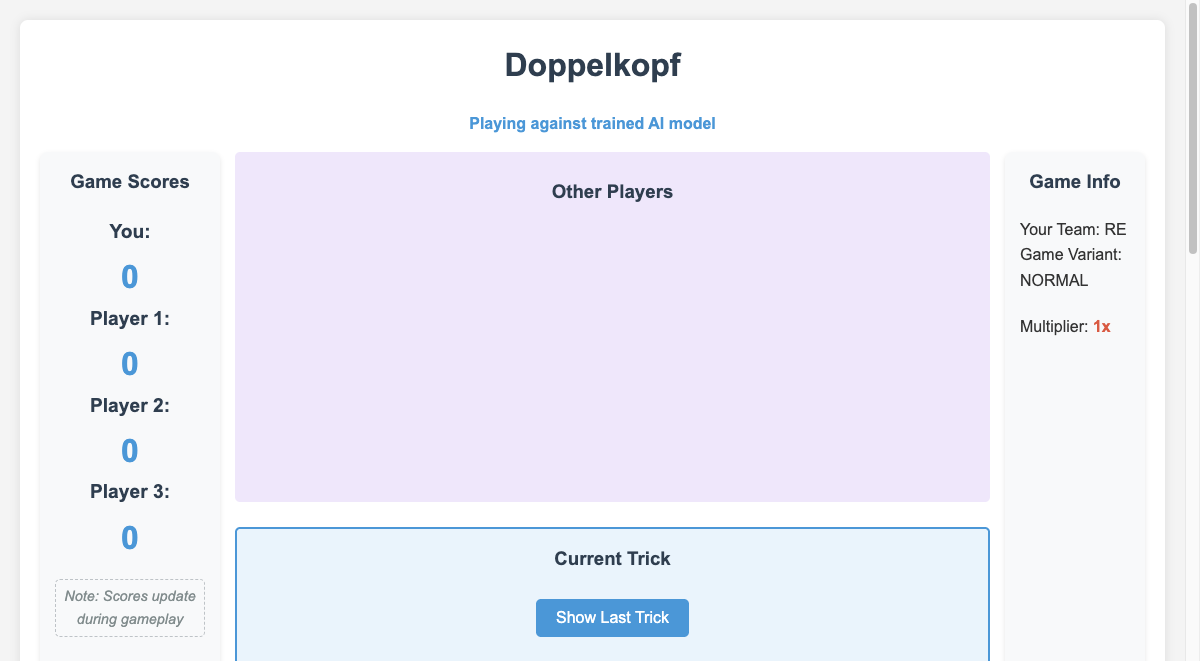 Doppelkopf
Playing against trained AI model
Game Scores
You:
0
Player 1:
0
Player 2:
0
Player 3:
0
Note: Scores update
during gameplay
Other Players
Current Trick
Show Last Trick
Game Info
Your Team: RE
Game Variant:
NORMAL
Multiplier: 1x